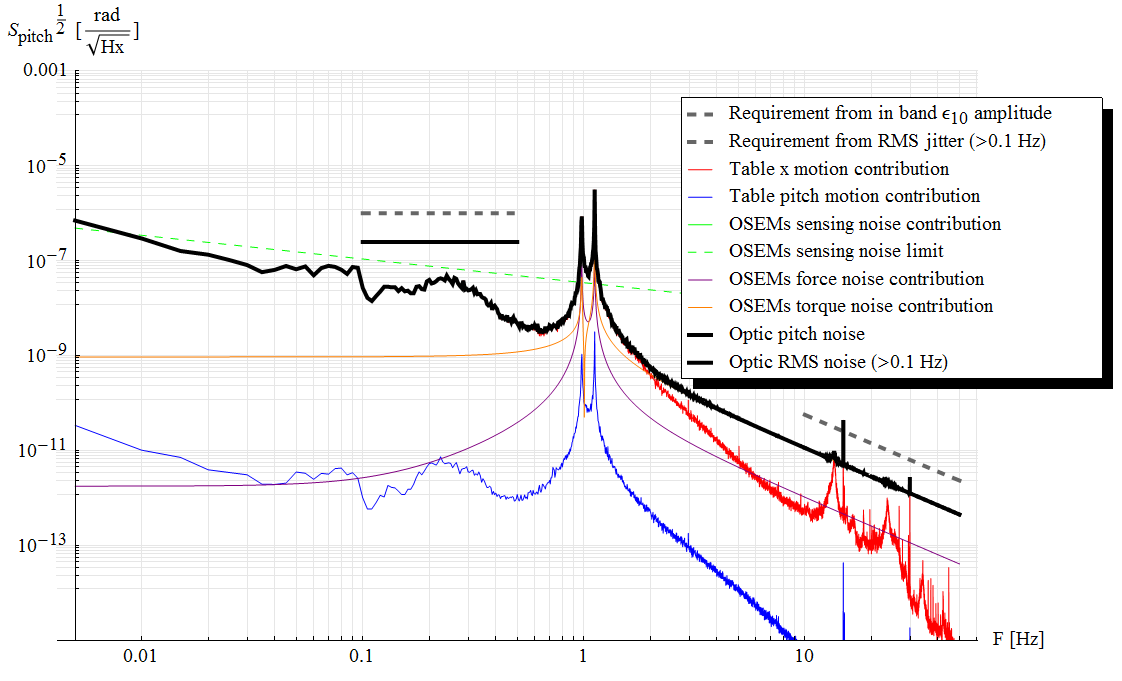 S_pitch^1/2 [ rad/√Hx ]
0.001
Requirement from in band ϵ10 amplitude
Requirement from RMS jitter (>0.1 Hz)
10^-5
Table x motion contribution
Table pitch motion contribution
OSEMs sensing noise contribution
OSEMs sensing noise limit
10^-7
OSEMs force noise contribution
OSEMs torque noise contribution
Optic pitch noise
10^-9
Optic RMS noise (>0.1 Hz)
10^-11
10^-13
F [Hz]
0.01 0.1 1 10